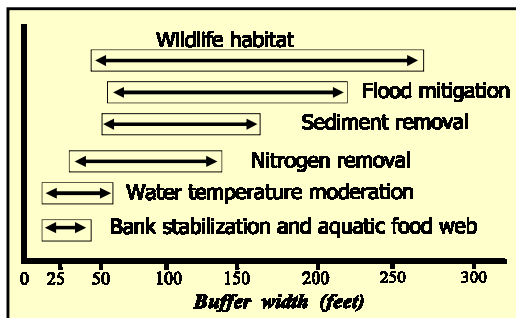 Wildlife habitat
Flood mitigation
Sediment removal
Nitrogen removal
Water temperature moderation
Bank stabilization and aquatic food web
0 25 50 100 150 200 250 300
Buffer width (feet)